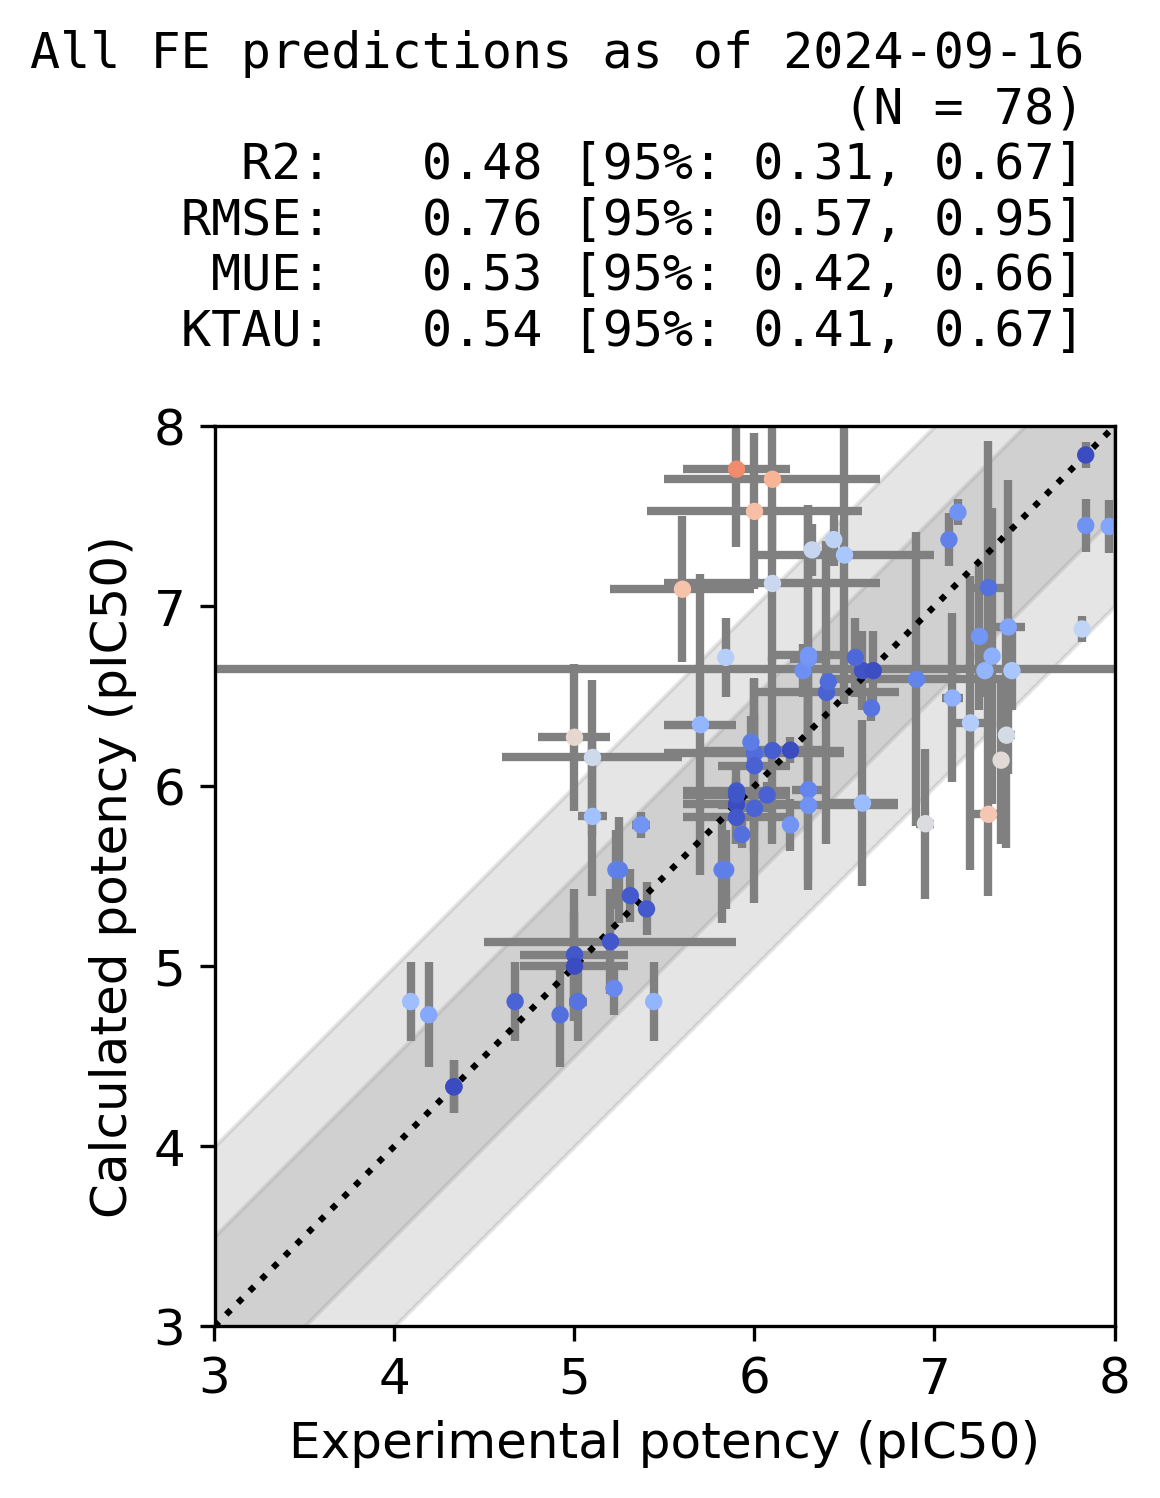 All FE predictions as of 2024-09-16
(N = 78)
R2: 0.48 [95%: 0.31, 0.67]
RMSE: 0.76 [95%: 0.57, 0.95]
MUE: 0.53 [95%: 0.42, 0.66]
KTAU: 0.54 [95%: 0.41, 0.67]
8
7
6
5
4
3
Calculated potency (pIC50)
3 4 5 6 7 8
Experimental potency (pIC50)